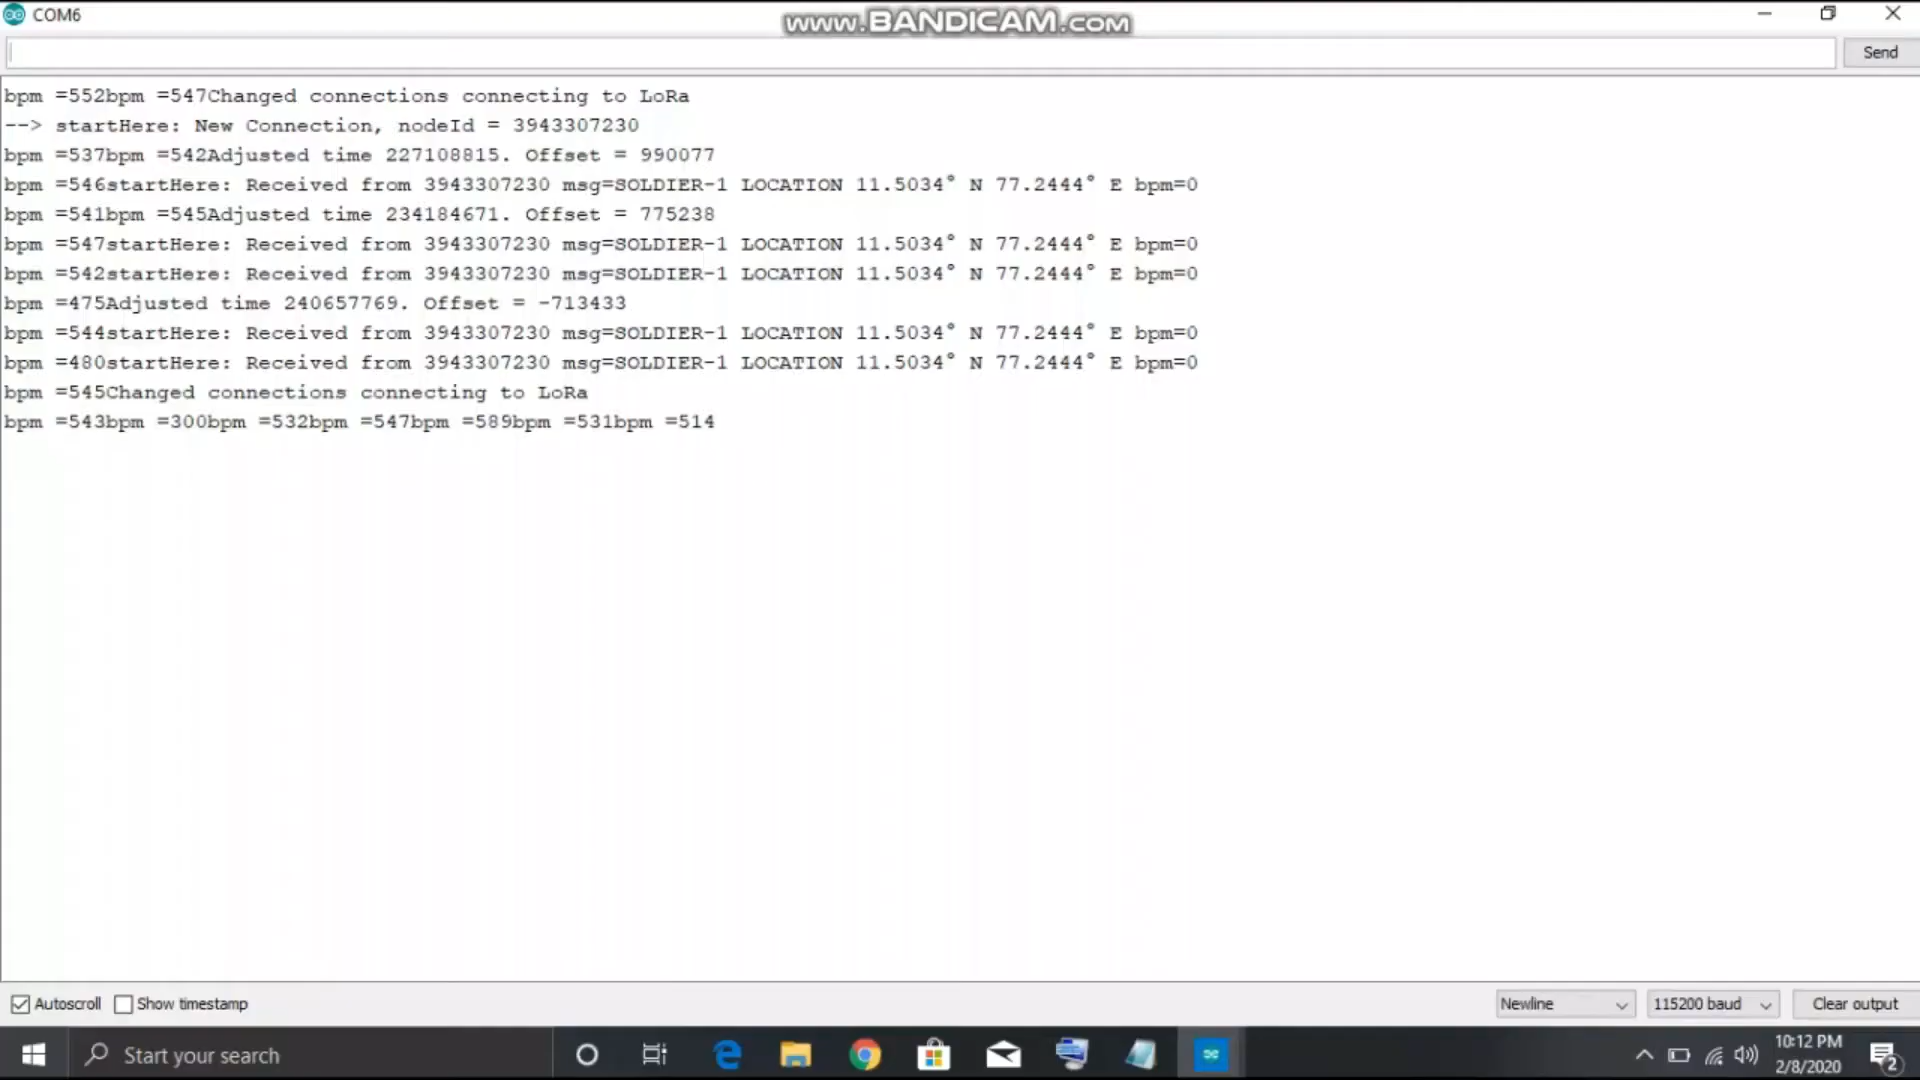 COM6
www.BANDICAM.com
Send
bpm =552bpm =547Changed connections connecting to LoRa
--> startHere: New Connection, nodeId = 3943307230
bpm =537bpm =542Adjusted time 227108815. Offset = 990077
bpm =546startHere: Received from 3943307230 msg=SOLDIER-1 LOCATION 11.5034° N 77.2444° E bpm=0
bpm =541bpm =545Adjusted time 234184671. Offset = 775238
bpm =547startHere: Received from 3943307230 msg=SOLDIER-1 LOCATION 11.5034° N 77.2444° E bpm=0
bpm =542startHere: Received from 3943307230 msg=SOLDIER-1 LOCATION 11.5034° N 77.2444° E bpm=0
bpm =475Adjusted time 240657769. Offset = -713433
bpm =544startHere: Received from 3943307230 msg=SOLDIER-1 LOCATION 11.5034° N 77.2444° E bpm=0
bpm =480startHere: Received from 3943307230 msg=SOLDIER-1 LOCATION 11.5034° N 77.2444° E bpm=0
bpm =545Changed connections connecting to LoRa
bpm =543bpm =300bpm =532bpm =547bpm =589bpm =531bpm =514
Autoscroll Show timestamp Newline 115200 baud Clear output
Start your search
10:12 PM
2/8/2020
2